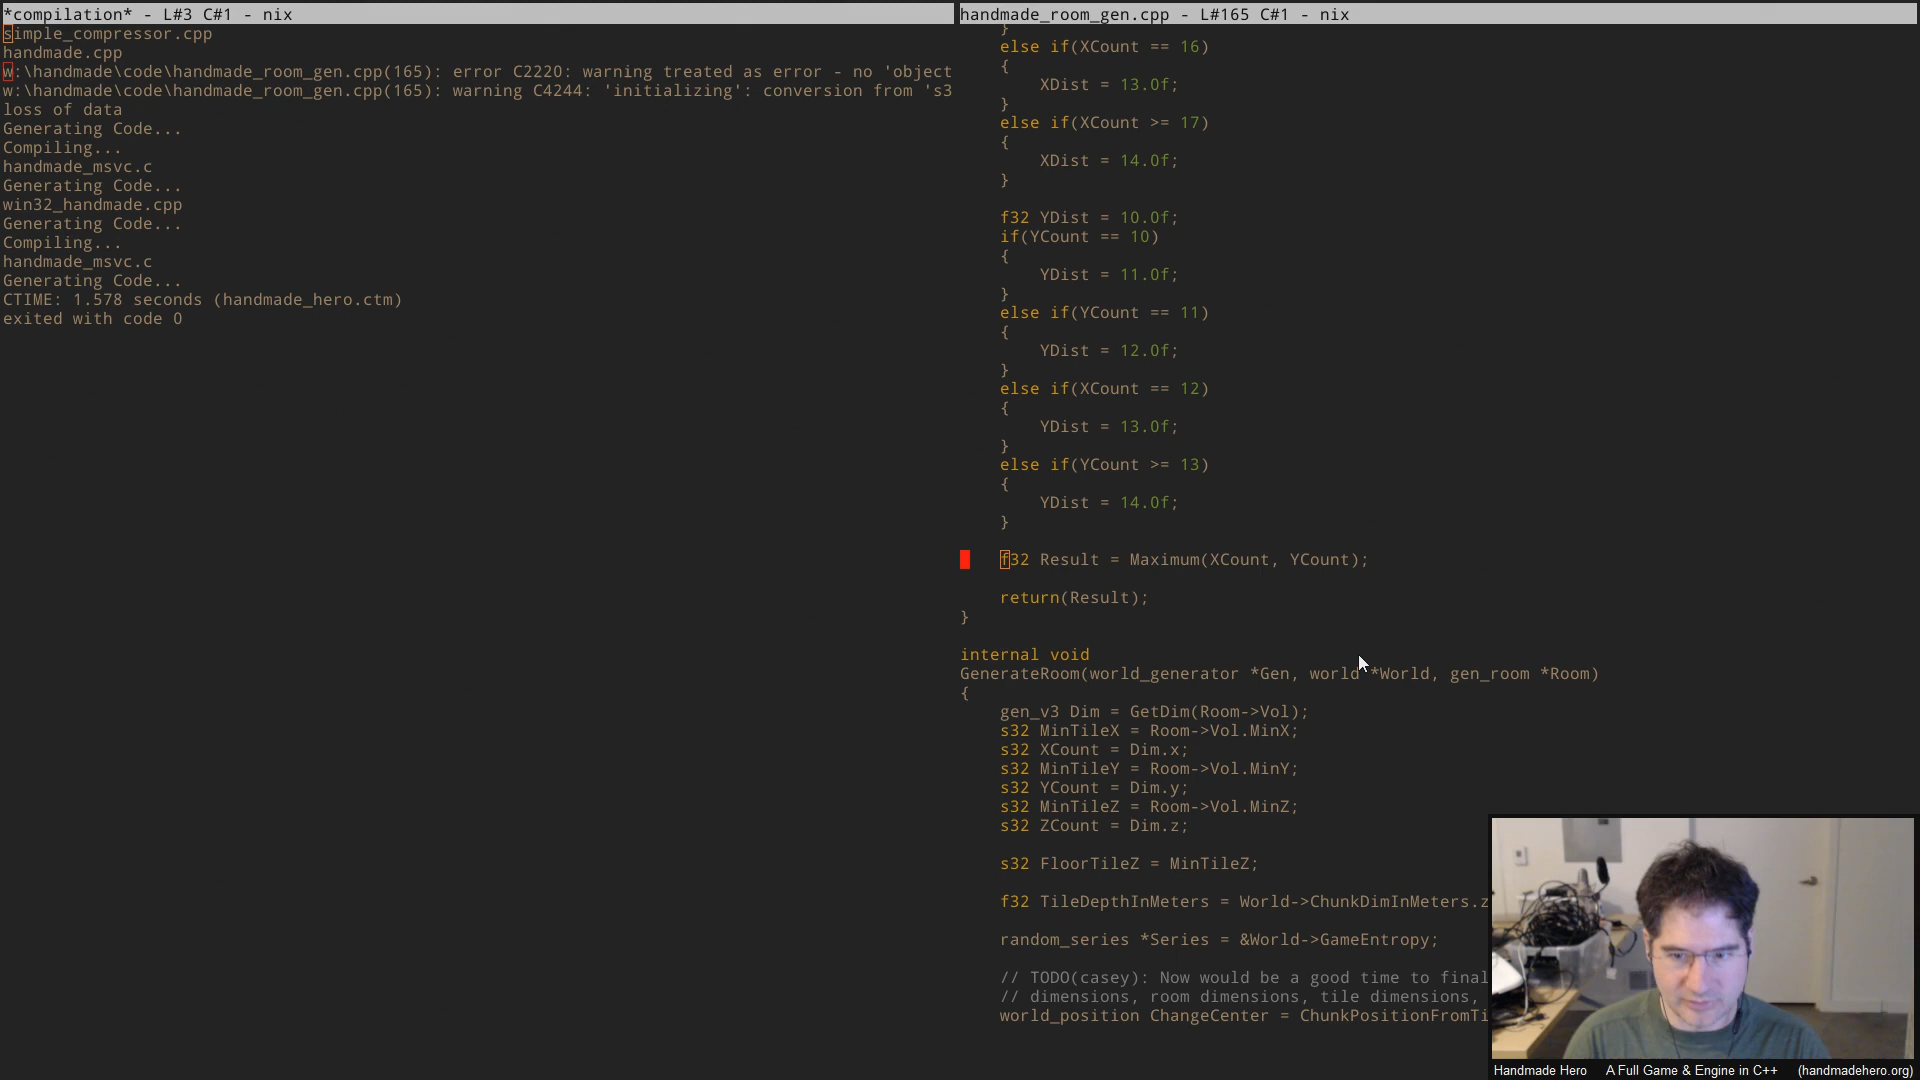 *compilation* - L#3 C#1 - nix
simple_compressor.cpp
handmade.cpp
w:\handmade\code\handmade_room_gen.cpp(165): error C2220: warning treated as error - no 'object
w:\handmade\code\handmade_room_gen.cpp(165): warning C4244: 'initializing': conversion from 's3
loss of data
Generating Code...
Compiling...
handmade_msvc.c
Generating Code...
win32_handmade.cpp
Generating Code...
Compiling...
handmade_msvc.c
Generating Code...
CTIME: 1.578 seconds (handmade_hero.ctm)
exited with code 0
handmade_room_gen.cpp - L#165 C#1 - nix
}
else if(XCount == 16)
{
XDist = 13.0f;
}
else if(XCount >= 17)
{
XDist = 14.0f;
}
f32 YDist = 10.0f;
if(YCount == 10)
{
YDist = 11.0f;
}
else if(YCount == 11)
{
YDist = 12.0f;
}
else if(XCount == 12)
{
YDist = 13.0f;
}
else if(YCount >= 13)
{
YDist = 14.0f;
}
f32 Result = Maximum(XCount, YCount);
return(Result);
}
internal void
GenerateRoom(world_generator *Gen, world *World, gen_room *Room)
{
gen_v3 Dim = GetDim(Room->Vol);
s32 MinTileX = Room->Vol.MinX;
s32 XCount = Dim.x;
s32 MinTileY = Room->Vol.MinY;
s32 YCount = Dim.y;
s32 MinTileZ = Room->Vol.MinZ;
s32 ZCount = Dim.z;
s32 FloorTileZ = MinTileZ;
f32 TileDepthInMeters = World->ChunkDimInMeters.z
random_series *Series = &World->GameEntropy;
// TODO(casey): Now would be a good time to final
// dimensions, room dimensions, tile dimensions,
world_position ChangeCenter = ChunkPositionFromTi
Handmade Hero A Full Game & Engine in C++ (handmadehero.org)